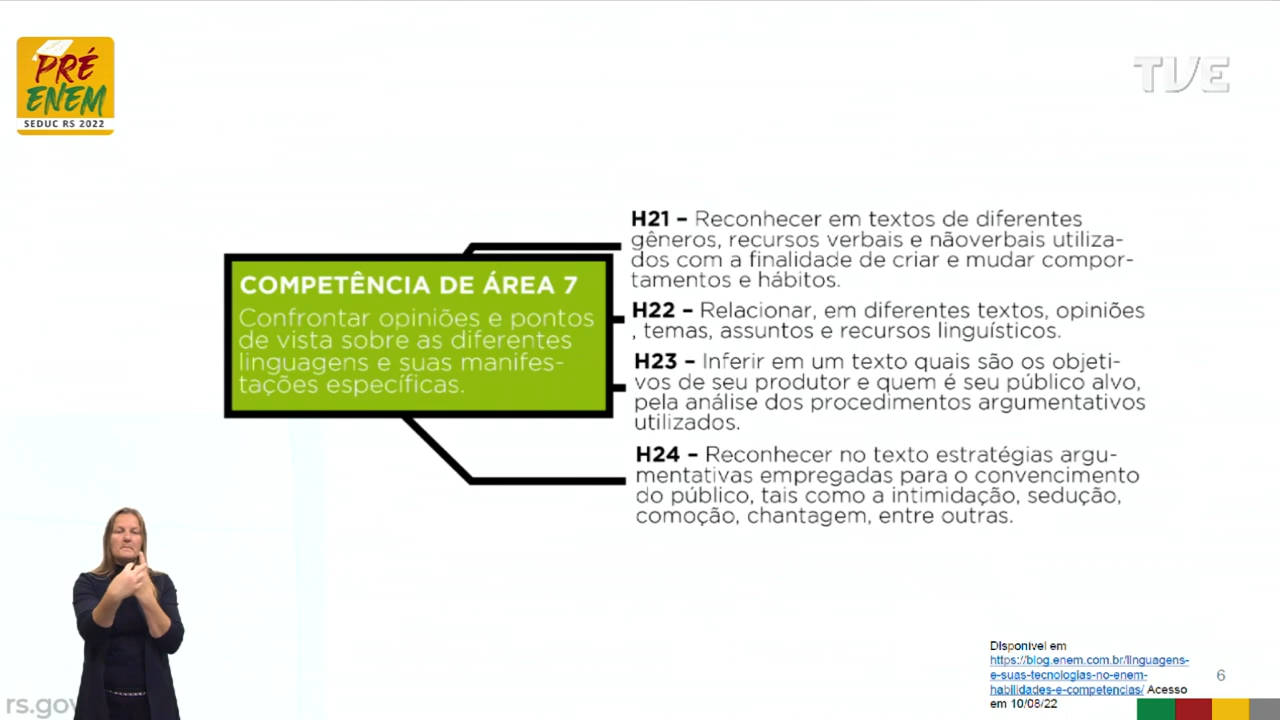 PRÉ
ENEM
SEDUC RS 2022
TVE
COMPETÊNCIA DE ÁREA 7
Confrontar opiniões e pontos
de vista sobre as diferentes
linguagens e suas manifes-
tações específicas.
H21 – Reconhecer em textos de diferentes
gêneros, recursos verbais e nãoverbais utiliza-
dos com a finalidade de criar e mudar compor-
tamentos e hábitos.
H22 – Relacionar, em diferentes textos, opiniões
, temas, assuntos e recursos linguísticos.
H23 – Inferir em um texto quais são os objeti-
vos de seu produtor e quem é seu público alvo,
pela análise dos procedimentos argumentativos
utilizados.
H24 – Reconhecer no texto estratégias argu-
mentativas empregadas para o convencimento
do público, tais como a intimidação, sedução,
comoção, chantagem, entre outras.
Disponível em
https://blog.enem.com.br/linguagens-
e-suas-tecnologias-no-enem-
habilidades-e-competencias/ Acesso
em 10/08/22
6
rs.gov